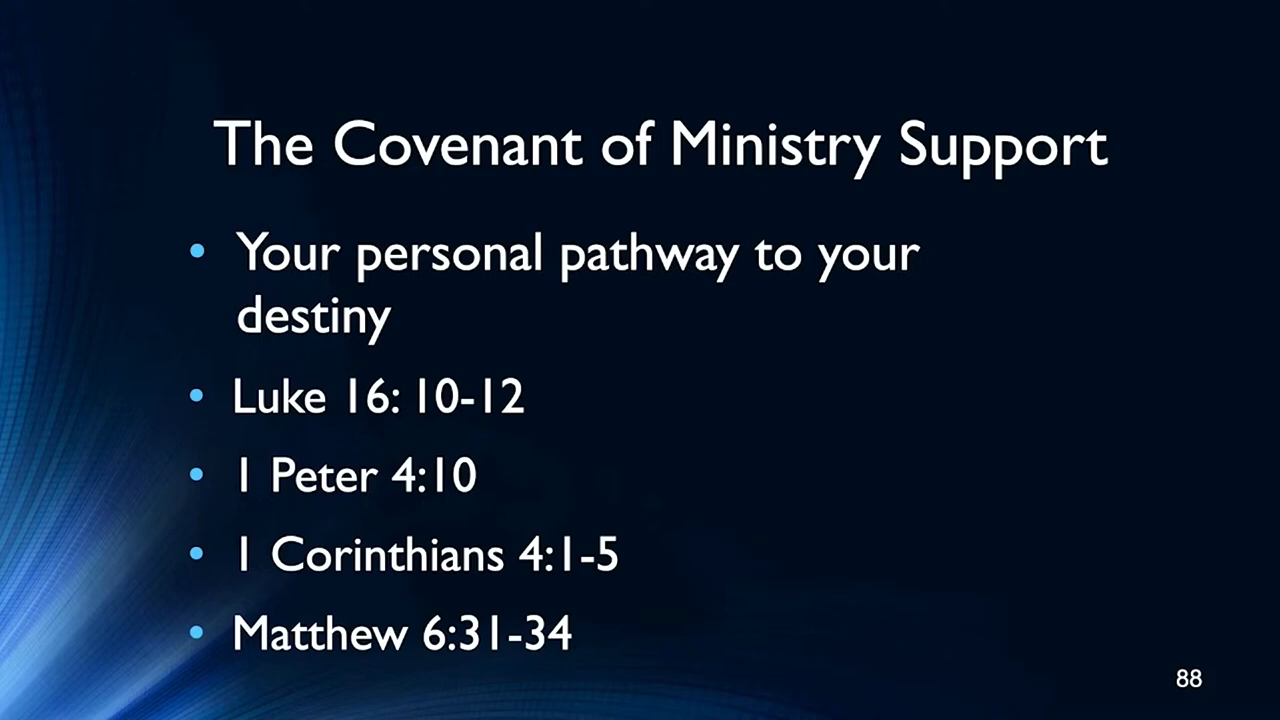 The Covenant of Ministry Support
• Your personal pathway to your
destiny
• Luke 16: 10-12
• 1 Peter 4:10
• 1 Corinthians 4:1-5
• Matthew 6:31-34
88